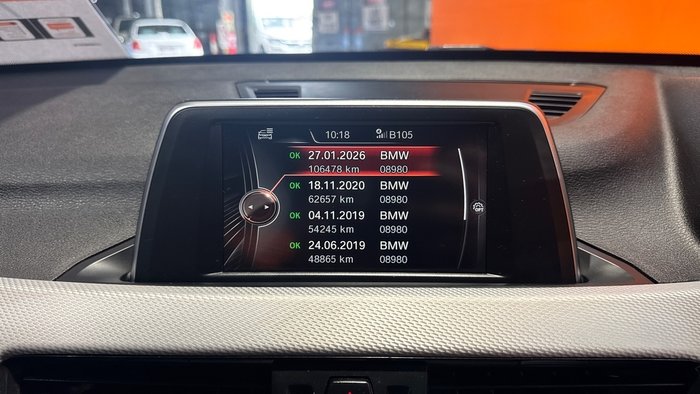 10:18 B105
OK 27.01.2026 BMW
106478 km 08980
OK 18.11.2020 BMW
62657 km 08980
OK 04.11.2019 BMW
54245 km 08980
OK 24.06.2019 BMW
48865 km 08980